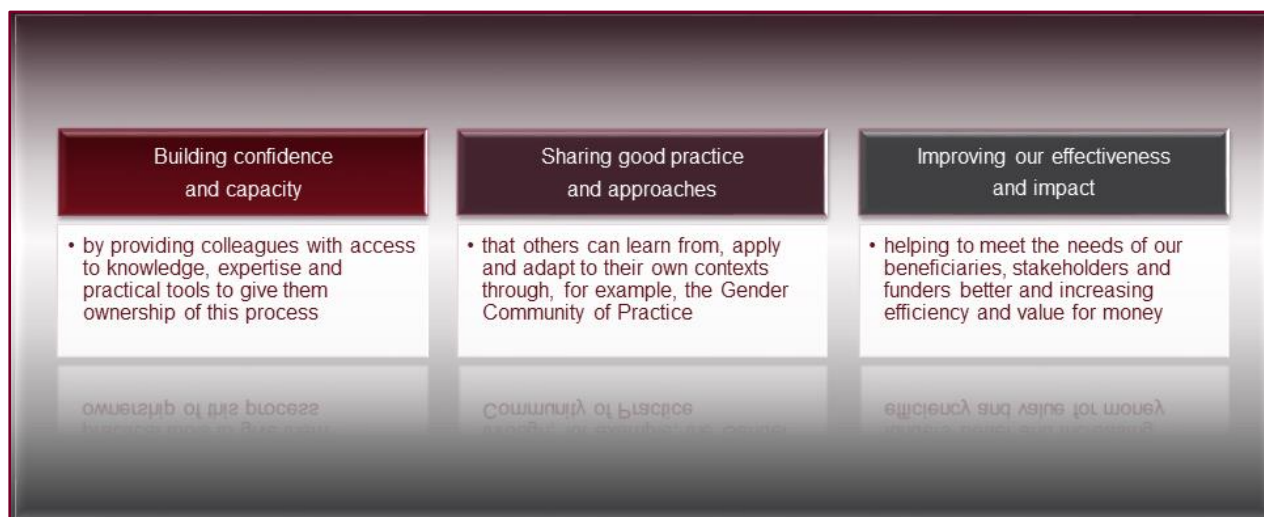 Building confidence
and capacity
• by providing colleagues with access
to knowledge, expertise and
practical tools to give them
ownership of this process
Sharing good practice
and approaches
• that others can learn from, apply
and adapt to their own contexts
through, for example, the Gender
Community of Practice
Improving our effectiveness
and impact
• helping to meet the needs of our
beneficiaries, stakeholders and
funders better and increasing
efficiency and value for money